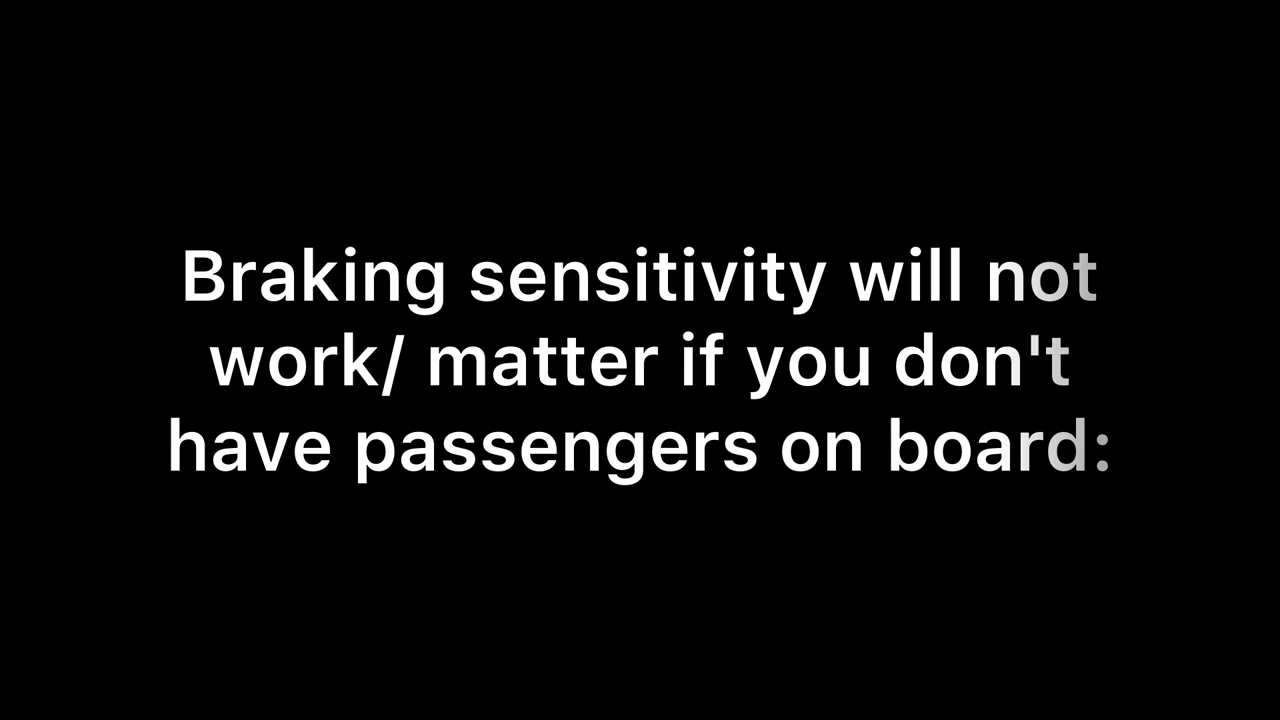 Braking sensitivity will not
work/ matter if you don't
have passengers on board: